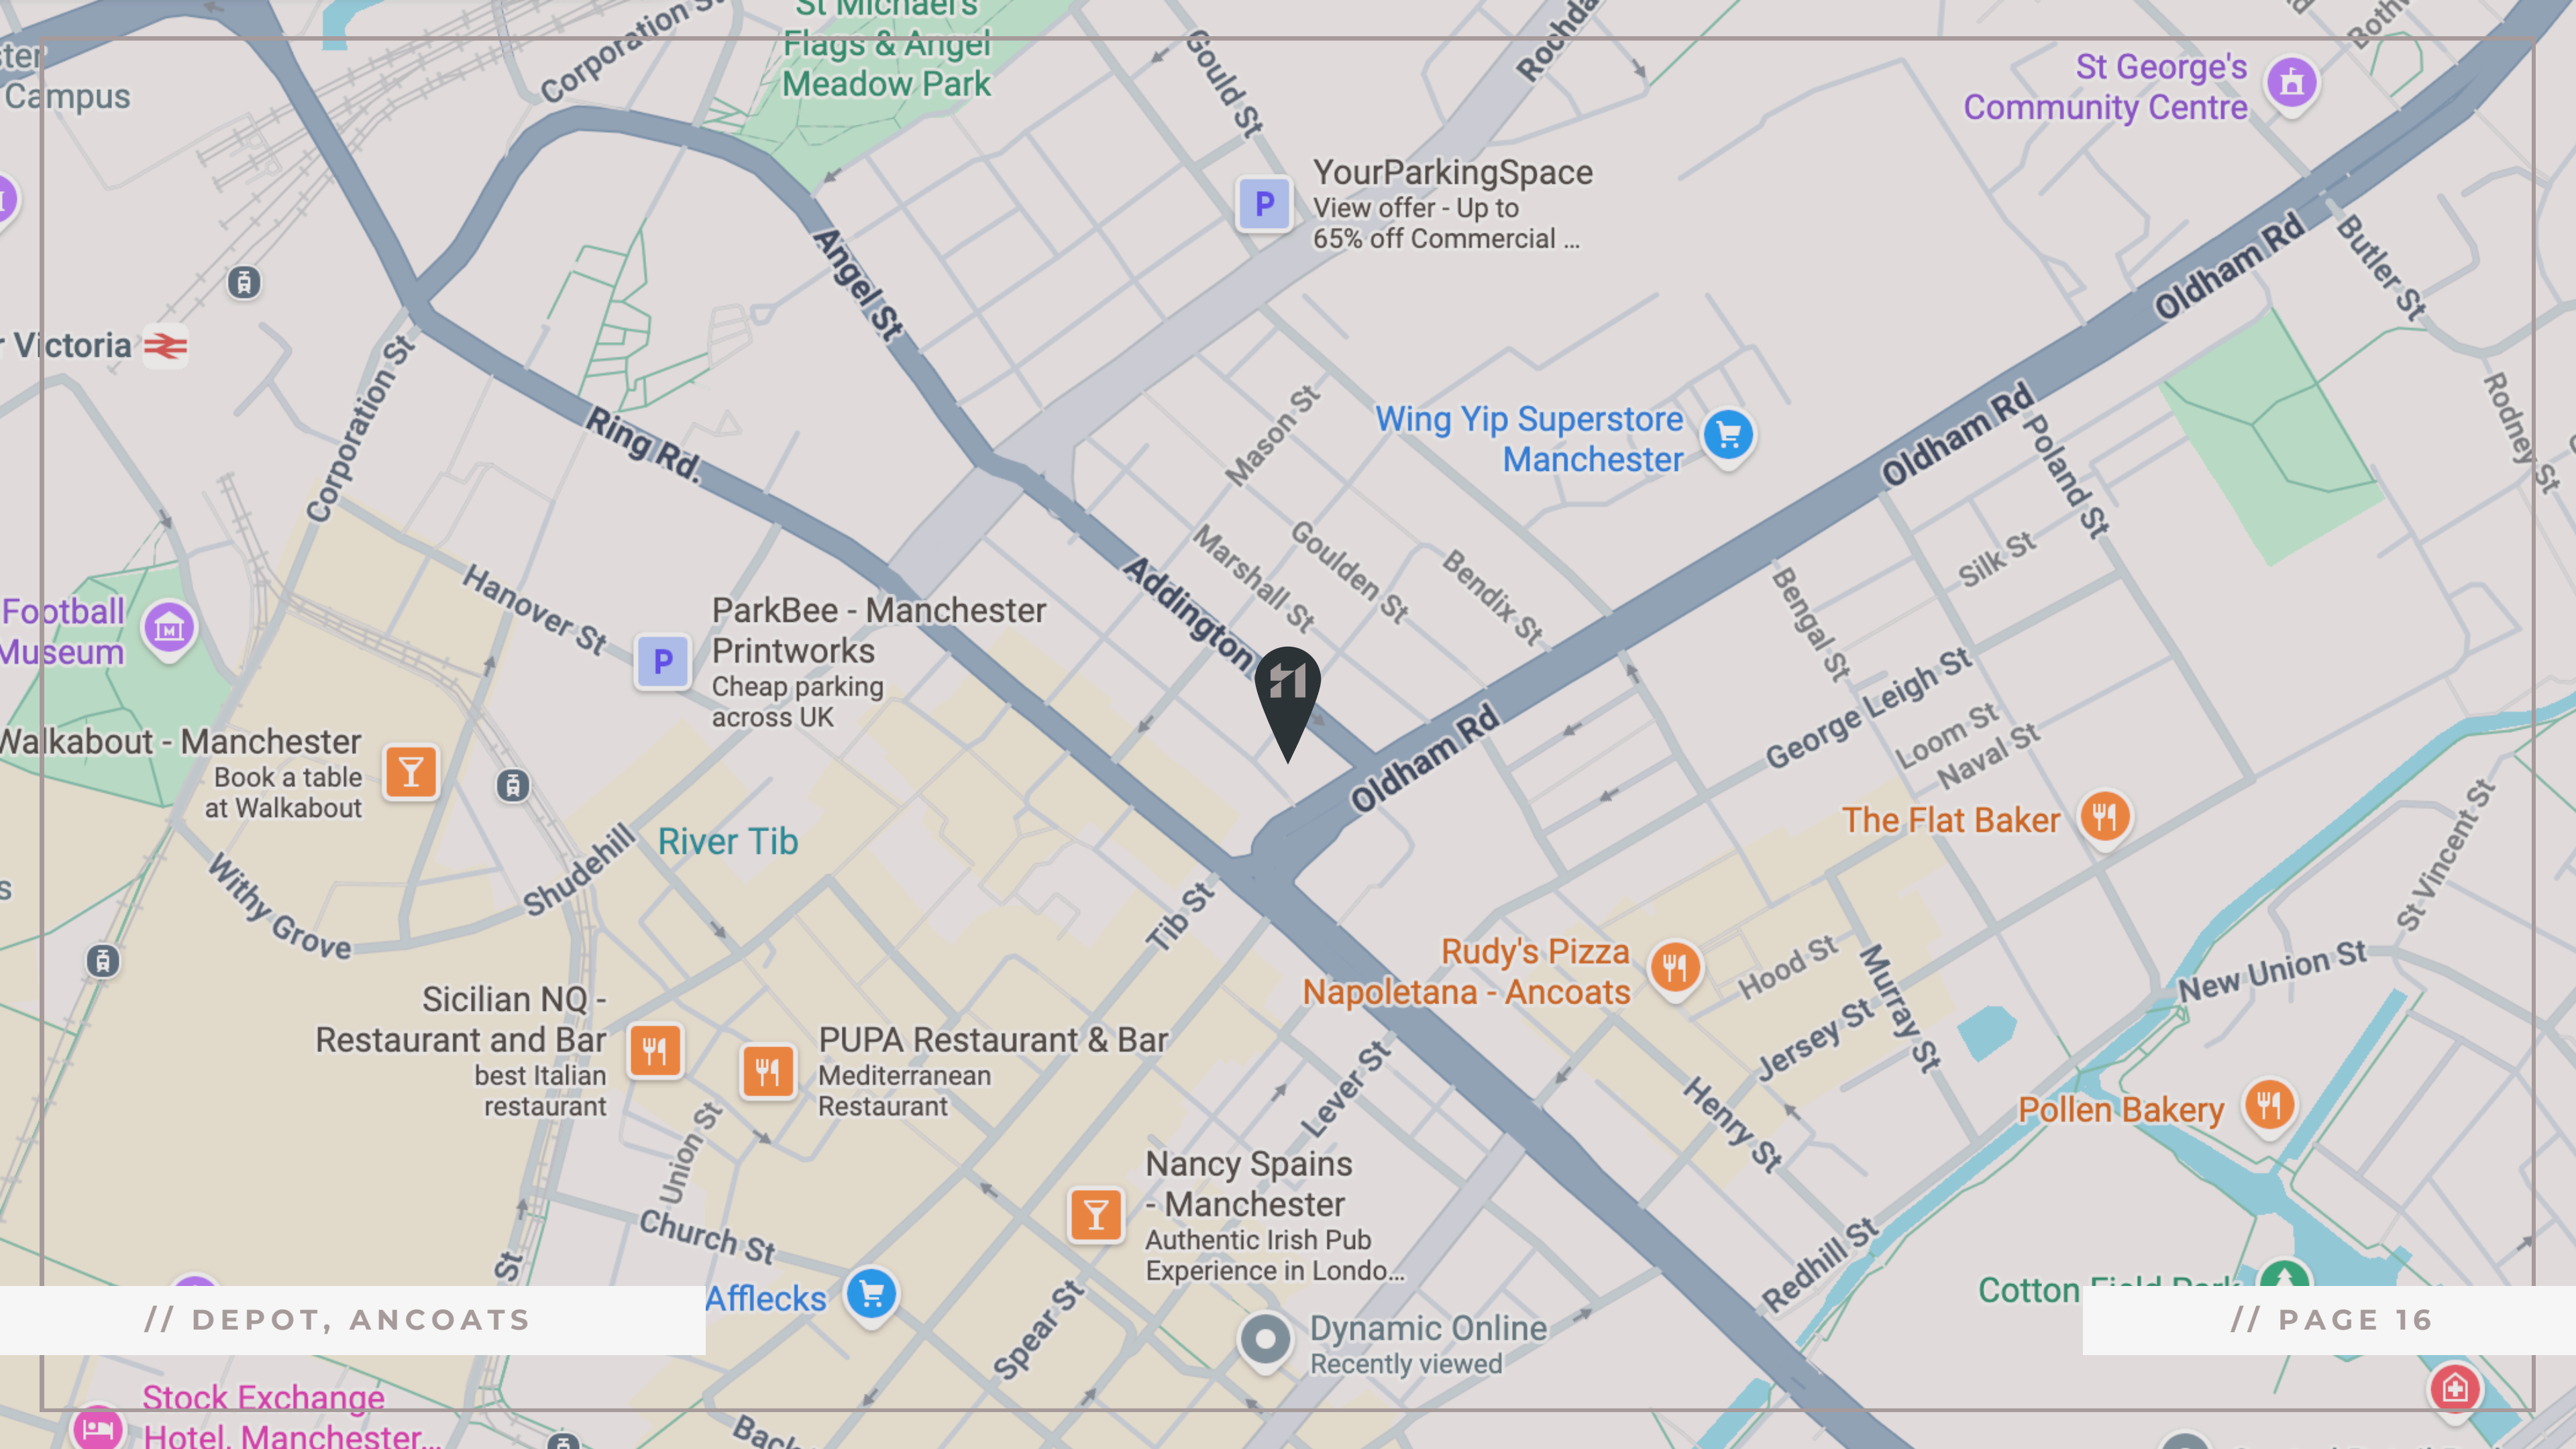 St Michael's
Flags & Angel
Meadow Park
Corporation St
Gould St
Campus
St George's
Community Centre
YourParkingSpace
View offer - Up to
65% off Commercial ...
Angel St
Oldham Rd
Butler St
Victoria
Corporation St
Ring Rd.
Mason St
Wing Yip Superstore
Manchester
Oldham Rd
Poland St
Rodney St
Hanover St
Marshall St
Goulden St
Bendix St
Silk St
Bengal St
Addington
Football
Museum
ParkBee - Manchester
Printworks
Cheap parking
across UK
George Leigh St
Loom St
Naval St
Oldham Rd
Walkabout - Manchester
Book a table
at Walkabout
River Tib
The Flat Baker
St Vincent St
Shudehill
Withy Grove
Tib St
Rudy's Pizza
Napoletana - Ancoats
Hood St
Murray St
New Union St
Jersey St
Sicilian NQ -
Restaurant and Bar
best Italian
restaurant
PUPA Restaurant & Bar
Mediterranean
Restaurant
Lever St
Henry St
Pollen Bakery
Union St
Nancy Spains
- Manchester
Authentic Irish Pub
Experience in Londo...
Church St
St
Redhill St
Cotton Field Park
Afflecks
Spear St
Dynamic Online
Recently viewed
// DEPOT, ANCOATS
// PAGE 16
Stock Exchange
Hotel, Manchester...